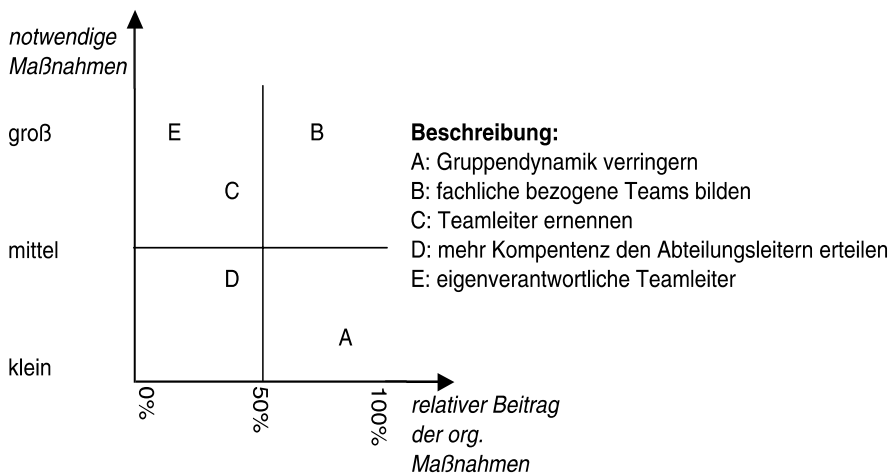 notwendige
Maßnahmen
groß
E
B
C
mittel
D
A
klein
0%
50%
100%
relativer Beitrag
der org.
Maßnahmen
Beschreibung:
A: Gruppendynamik verringern
B: fachliche bezogene Teams bilden
C: Teamleiter ernennen
D: mehr Kompetenz den Abteilungsleitern erteilen
E: eigenverantwortliche Teamleiter